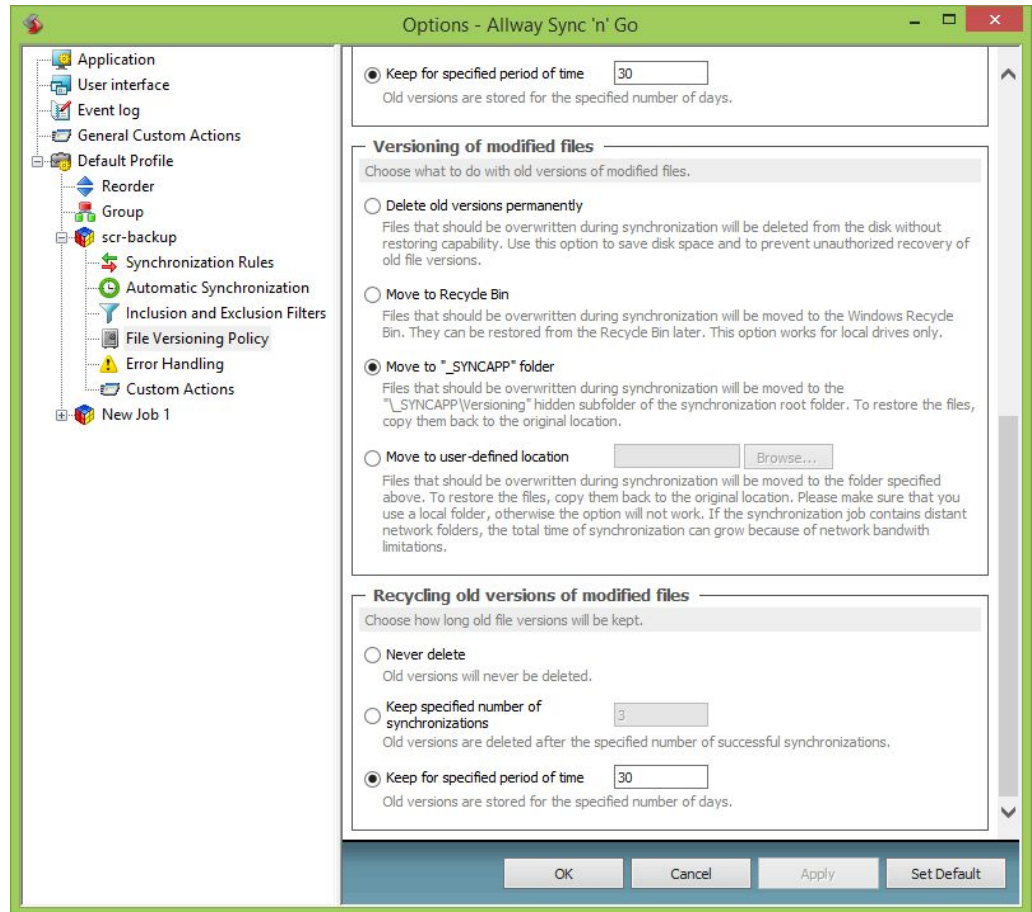 Options - Allway Sync 'n' Go
Application
User interface
Event log
General Custom Actions
Default Profile
Reorder
Group
scr-backup
Synchronization Rules
Automatic Synchronization
Inclusion and Exclusion Filters
File Versioning Policy
Error Handling
Custom Actions
New Job 1
Keep for specified period of time 30
Old versions are stored for the specified number of days.
Versioning of modified files
Choose what to do with old versions of modified files.
Delete old versions permanently
Files that should be overwritten during synchronization will be deleted from the disk without
restoring capability. Use this option to save disk space and to prevent unauthorized recovery of
old file versions.
Move to Recycle Bin
Files that should be overwritten during synchronization will be moved to the Windows Recycle
Bin. They can be restored from the Recycle Bin later. This option works for local drives only.
Move to "_SYNCAPP" folder
Files that should be overwritten during synchronization will be moved to the
"\_SYNCAPP\Versioning" hidden subfolder of the synchronization root folder. To restore the files,
copy them back to the original location.
Move to user-defined location Browse...
Files that should be overwritten during synchronization will be moved to the folder specified
above. To restore the files, copy them back to the original location. Please make sure that you
use a local folder, otherwise the option will not work. If the synchronization job contains distant
network folders, the total time of synchronization can grow because of network bandwith
limitations.
Recycling old versions of modified files
Choose how long old file versions will be kept.
Never delete
Old versions will never be deleted.
Keep specified number of
synchronizations 3
Old versions are deleted after the specified number of successful synchronizations.
Keep for specified period of time 30
Old versions are stored for the specified number of days.
OK Cancel Apply Set Default